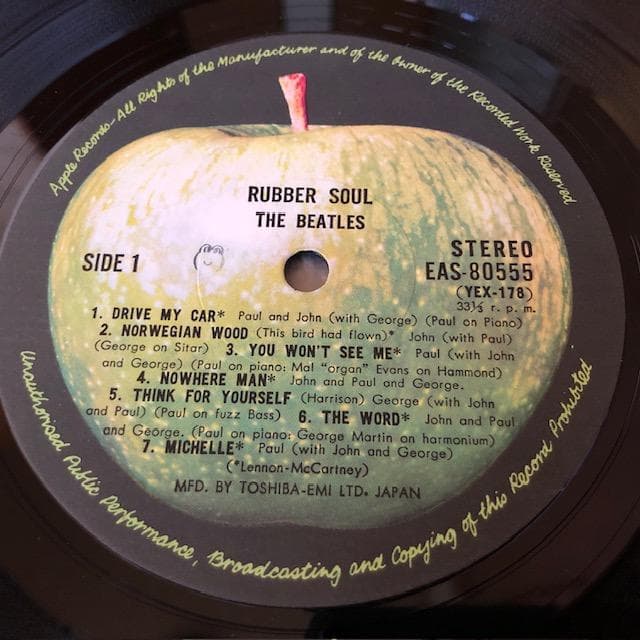 Apple Records-All Rights of the Manufacturer and of the Owner of the Recorded Work Reserved
RUBBER SOUL
THE BEATLES
SIDE 1
STEREO
EAS-80555
(YEX-178)
33⅓ r. p. m.
1. DRIVE MY CAR* Paul and John (with George) (Paul on Piano)
2. NORWEGIAN WOOD (This bird had flown)* John (with Paul)
(George on Sitar) 3. YOU WON'T SEE ME* Paul (with John
and George) (Paul on piano: Mal "organ" Evans on Hammond)
4. NOWHERE MAN* John and Paul and George.
5. THINK FOR YOURSELF (Harrison) George (with John
and Paul) (Paul on fuzz Bass) 6. THE WORD* John and Paul
and George. (Paul on piano: George Martin on harmonium)
7. MICHELLE* Paul (with John and George)
(*Lennon-McCartney)
MFD. BY TOSHIBA-EMI LTD. JAPAN
Unauthorised Public Performance, Broadcasting and Copying of this Record Prohibited